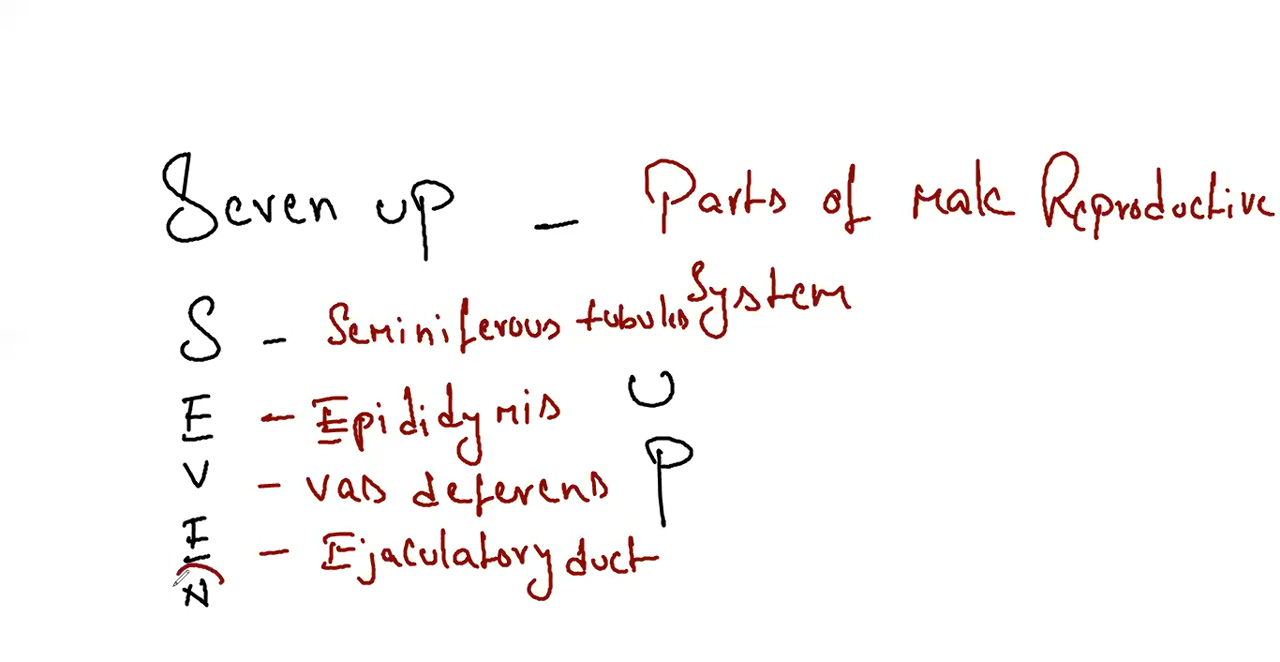 Seven up – Parts of male Reproductive
System
S – Seminiferous tubules
E – Epididymis
V – vas deferens
E – Ejaculatory duct
N
U
P